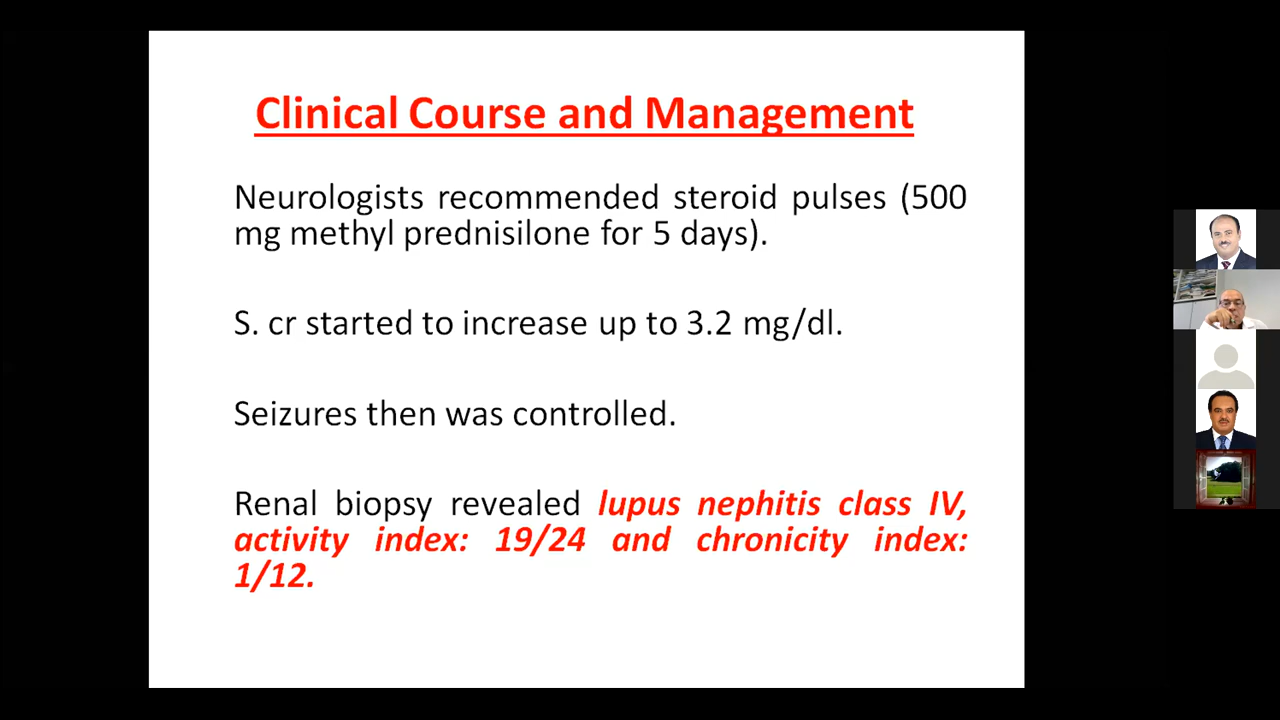 Clinical Course and Management
Neurologists recommended steroid pulses (500
mg methyl prednisilone for 5 days).
S. cr started to increase up to 3.2 mg/dl.
Seizures then was controlled.
Renal biopsy revealed lupus nephitis class IV,
activity index: 19/24 and chronicity index:
1/12.